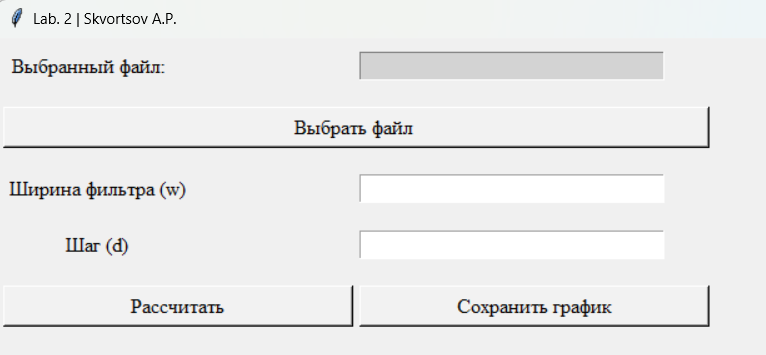 Lab. 2 | Skvortsov A.P.
Выбранный файл:
Выбрать файл
Ширина фильтра (w)
Шаг (d)
Рассчитать Сохранить график